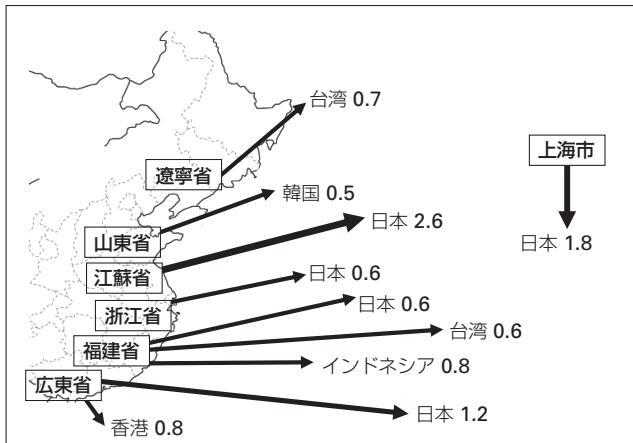 台湾 0.7
上海市
遼寧省
韓国 0.5
日本 2.6
山東省
日本 1.8
江蘇省
日本 0.6
浙江省
日本 0.6
台湾 0.6
福建省
インドネシア 0.8
広東省
日本 1.2
香港 0.8